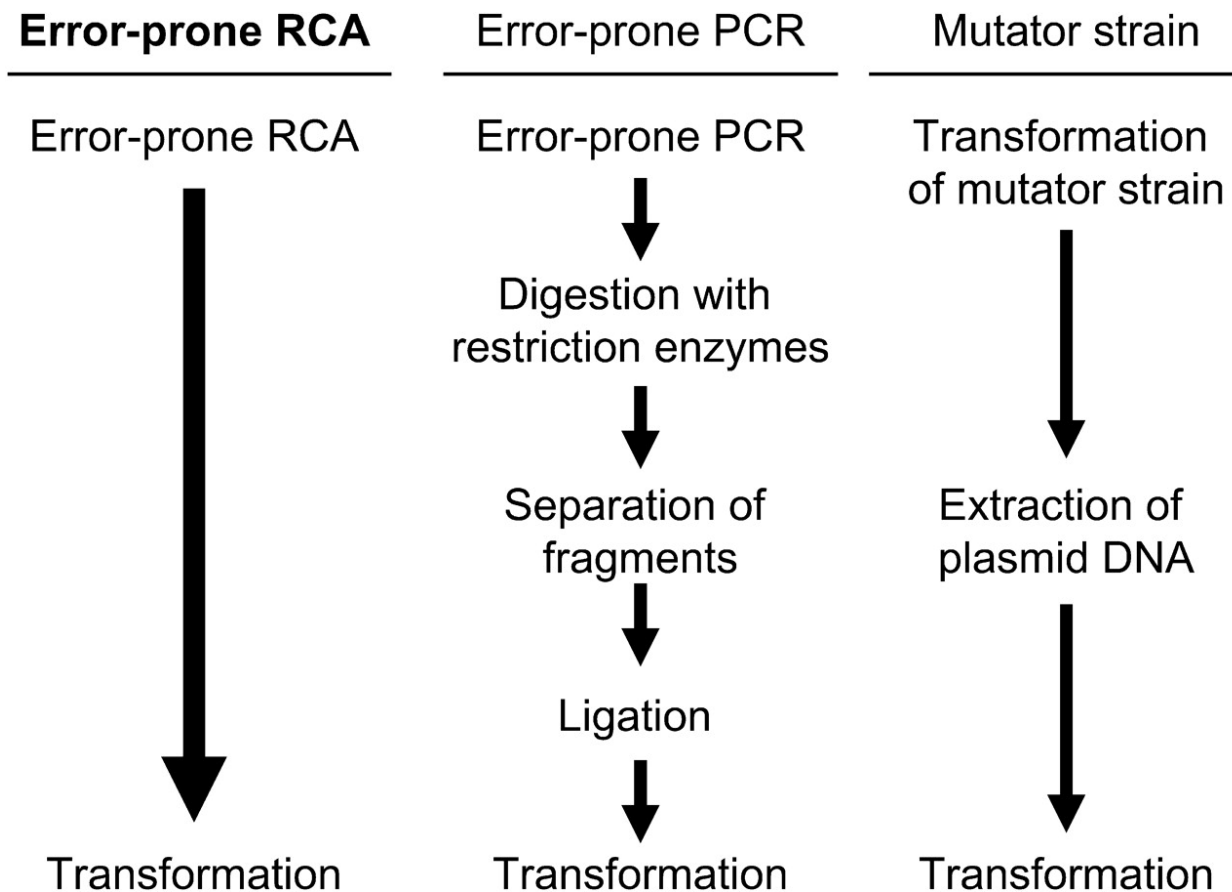 Error-prone RCA
Error-prone RCA
Transformation
Error-prone PCR
Error-prone PCR
Digestion with
restriction enzymes
Separation of
fragments
Ligation
Transformation
Mutator strain
Transformation
of mutator strain
Extraction of
plasmid DNA
Transformation